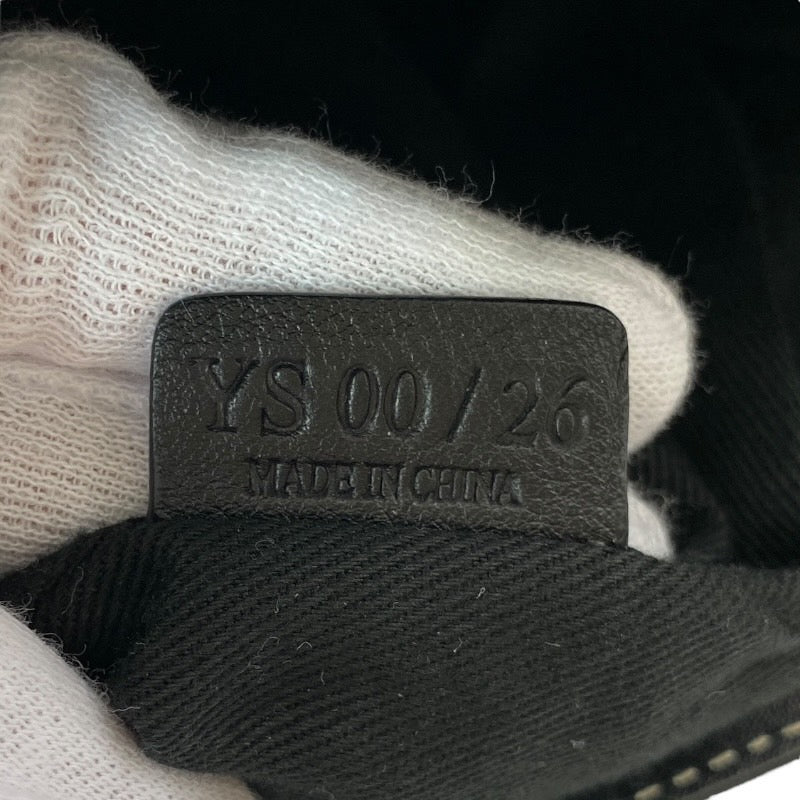 YS 00 / 26
MADE IN CHINA